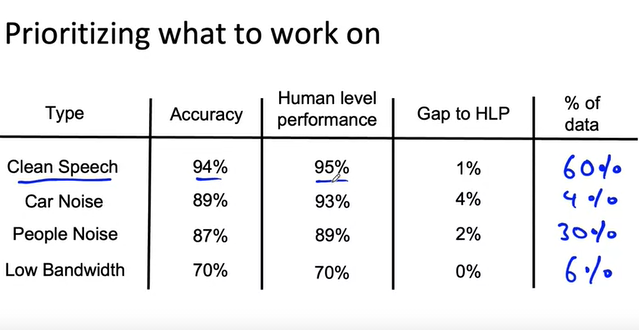 Prioritizing what to work on
Type Accuracy Human level performance Gap to HLP % of data
Clean Speech 94% 95% 1% 60%
Car Noise 89% 93% 4% 4%
People Noise 87% 89% 2% 30%
Low Bandwidth 70% 70% 0% 6%